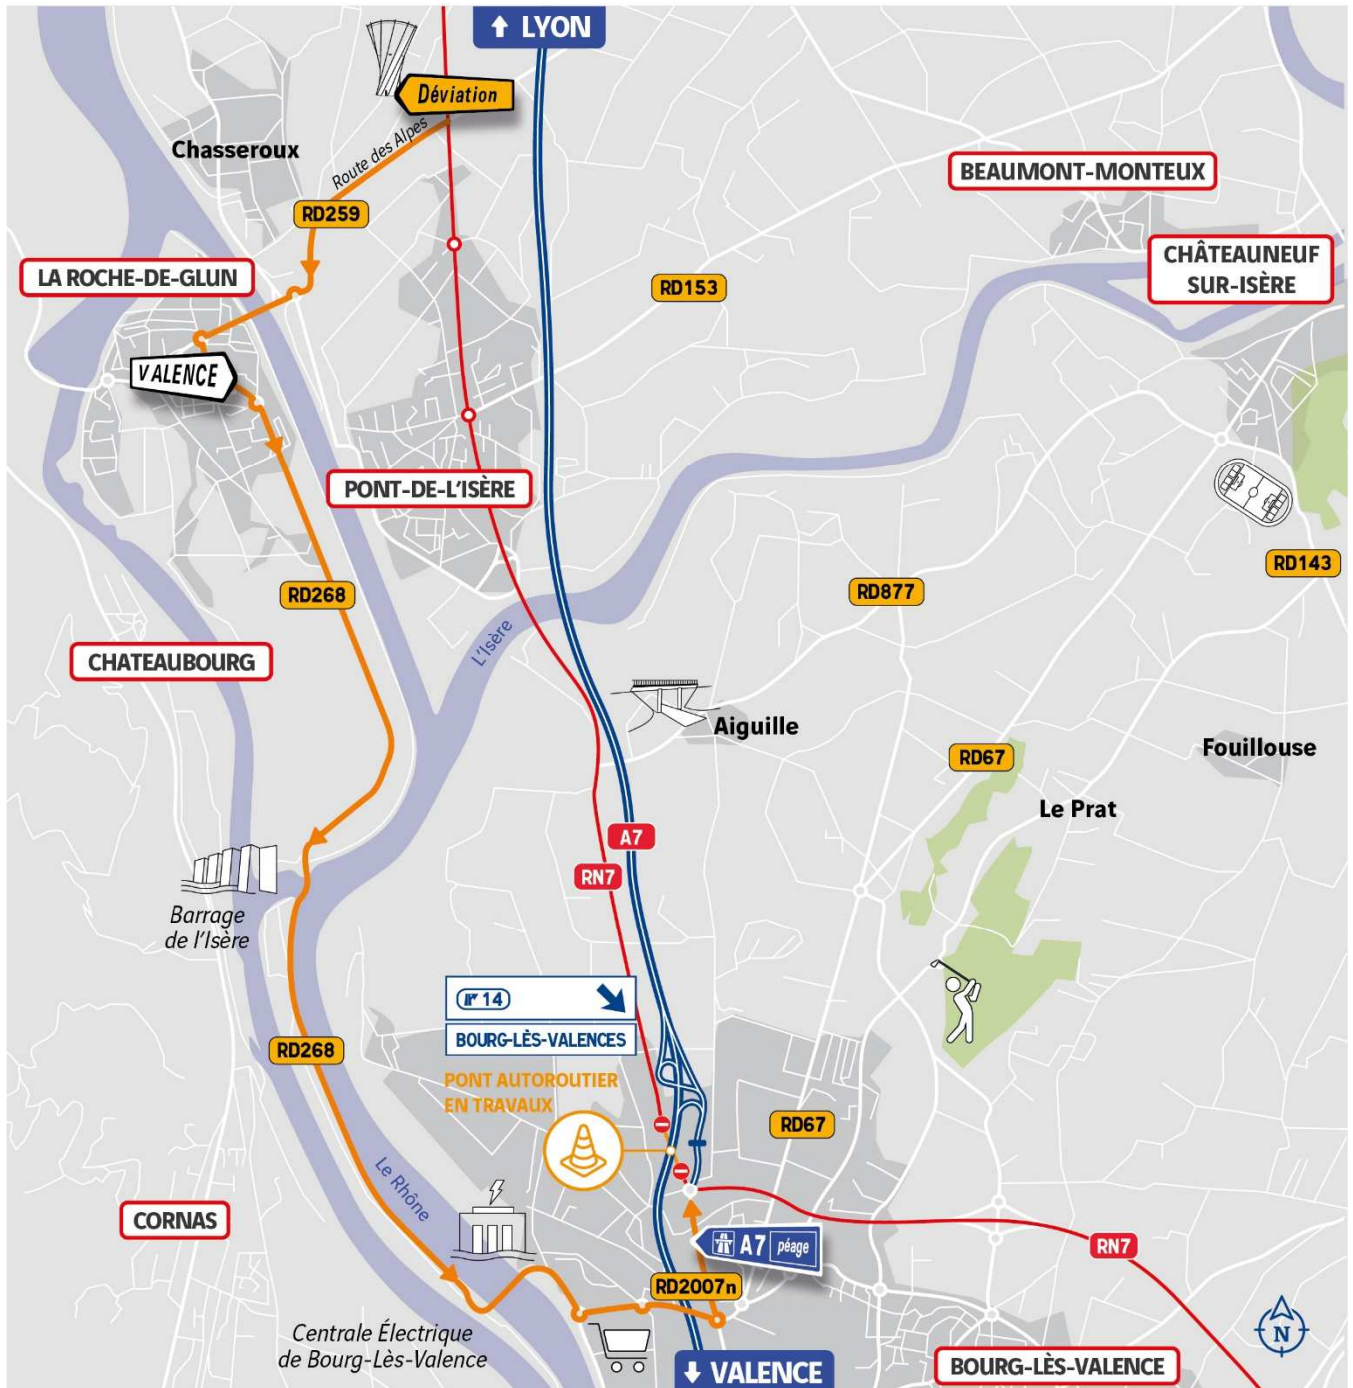 ↑ LYON
Déviation
Route des Alpes
Chasseroux
BEAUMONT-MONTEUX
RD259
CHÂTEAUNEUF
SUR-ISÈRE
LA ROCHE-DE-GLUN
RD153
VALENCE
PONT-DE-L'ISÈRE
RD143
RD268
RD877
L'Isère
CHATEAUBOURG
Aiguille
Fouillouse
RD67
Le Prat
A7
RN7
Barrage
de l'Isère
14
BOURG-LÈS-VALENCES
RD268
PONT AUTOROUTIER
EN TRAVAUX
RD67
Le Rhône
CORNAS
A7 péage
RN7
RD2007n
Centrale Électrique
de Bourg-Lès-Valence
N
↓ VALENCE
BOURG-LÈS-VALENCE